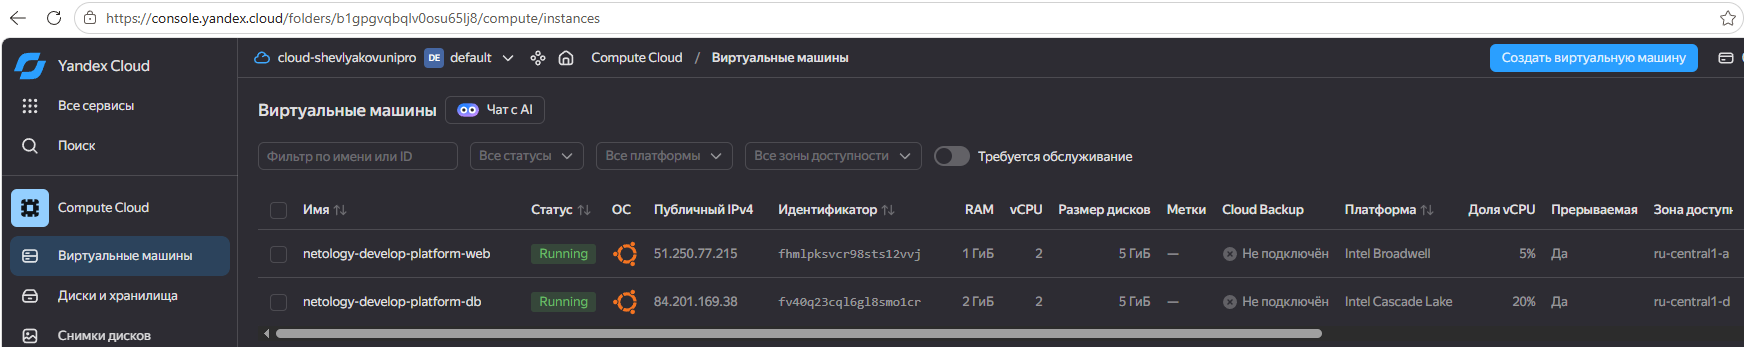 https://console.yandex.cloud/folders/b1gpgvqbqlv0osu65lj8/compute/instances
Yandex Cloud
Все сервисы
Поиск
Compute Cloud
Виртуальные машины
Диски и хранилища
Снимки дисков
cloud-shevlyakovunipro DE default Compute Cloud / Виртуальные машины Создать виртуальную машину
Виртуальные машины Чат с AI
Фильтр по имени или ID Все статусы Все платформы Все зоны доступности Требуется обслуживание
Имя Статус ОС Публичный IPv4 Идентификатор RAM vCPU Размер дисков Метки Cloud Backup Платформа Доля vCPU Прерываемая Зона доступн
netology-develop-platform-web Running 51.250.77.215 fhmlpksvcr98sts12vvj 1 ГиБ 2 5 ГиБ — Не подключён Intel Broadwell 5% Да ru-central1-a
netology-develop-platform-db Running 84.201.169.38 fv40q23cql6gl8smo1cr 2 ГиБ 2 5 ГиБ — Не подключён Intel Cascade Lake 20% Да ru-central1-d